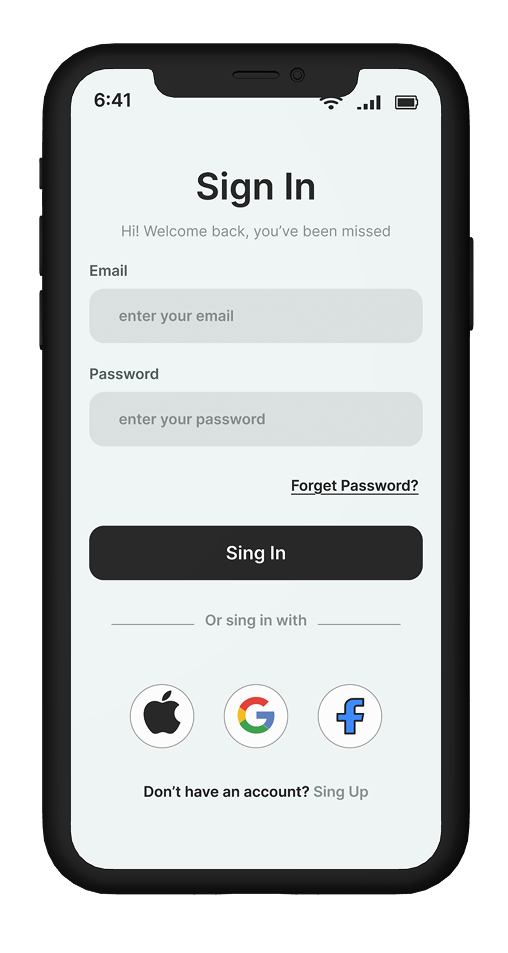 6:41
Sign In
Hi! Welcome back, you’ve been missed
Email
enter your email
Password
enter your password
Forget Password?
Sing In
Or sing in with
Don’t have an account? Sing Up